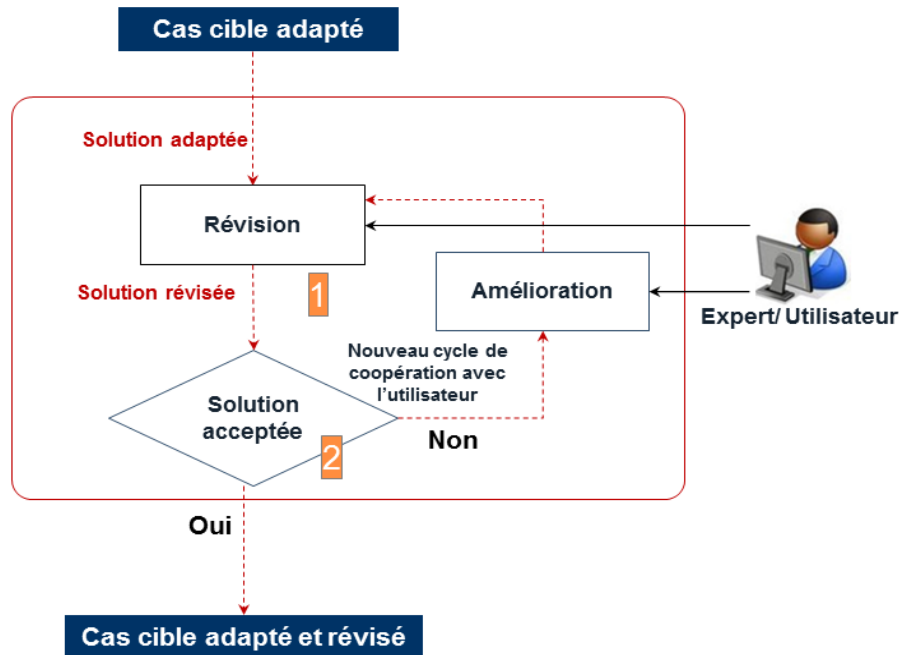 Cas cible adapté
Solution adaptée
Révision
Solution révisée
1
Amélioration
Expert/ Utilisateur
Nouveau cycle de
coopération avec
l'utilisateur
Solution
acceptée
2
Non
Oui
Cas cible adapté et révisé